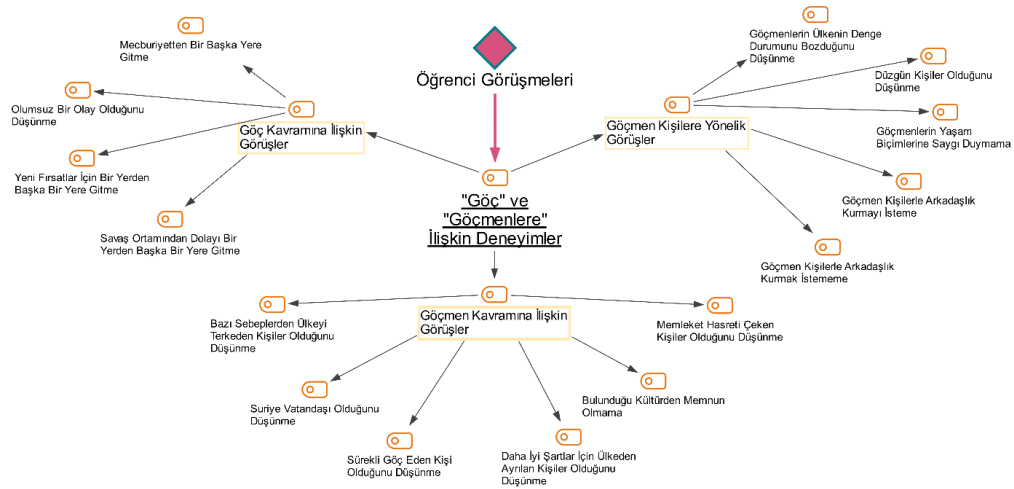 Öğrenci Görüşmeleri
"Göç" ve
"Göçmenlere"
İlişkin Deneyimler
Göç Kavramına İlişkin
Görüşler
Mecburiyetten Bir Başka Yere
Gitme
Olumsuz Bir Olay Olduğunu
Düşünme
Yeni Fırsatlar İçin Bir Yerden
Başka Bir Yere Gitme
Savaş Ortamından Dolayı Bir
Yerden Başka Bir Yere Gitme
Göçmen Kişilere Yönelik
Görüşler
Göçmenlerin Ülkenin Denge
Durumunu Bozduğunu
Düşünme
Düzgün Kişiler Olduğunu
Düşünme
Göçmenlerin Yaşam
Biçimlerine Saygı Duymama
Göçmen Kişilerle Arkadaşlık
Kurmayı İsteme
Göçmen Kişilerle Arkadaşlık
Kurmak İstememe
Göçmen Kavramına İlişkin
Görüşler
Bazı Sebeplerden Ülkeyi
Terkeden Kişiler Olduğunu
Düşünme
Suriye Vatandaşı Olduğunu
Düşünme
Sürekli Göç Eden Kişi
Olduğunu Düşünme
Daha İyi Şartlar İçin Ülkeden
Ayrılan Kişiler Olduğunu
Düşünme
Bulunduğu Kültürden Memnun
Olmama
Memleket Hasreti Çeken
Kişiler Olduğunu Düşünme